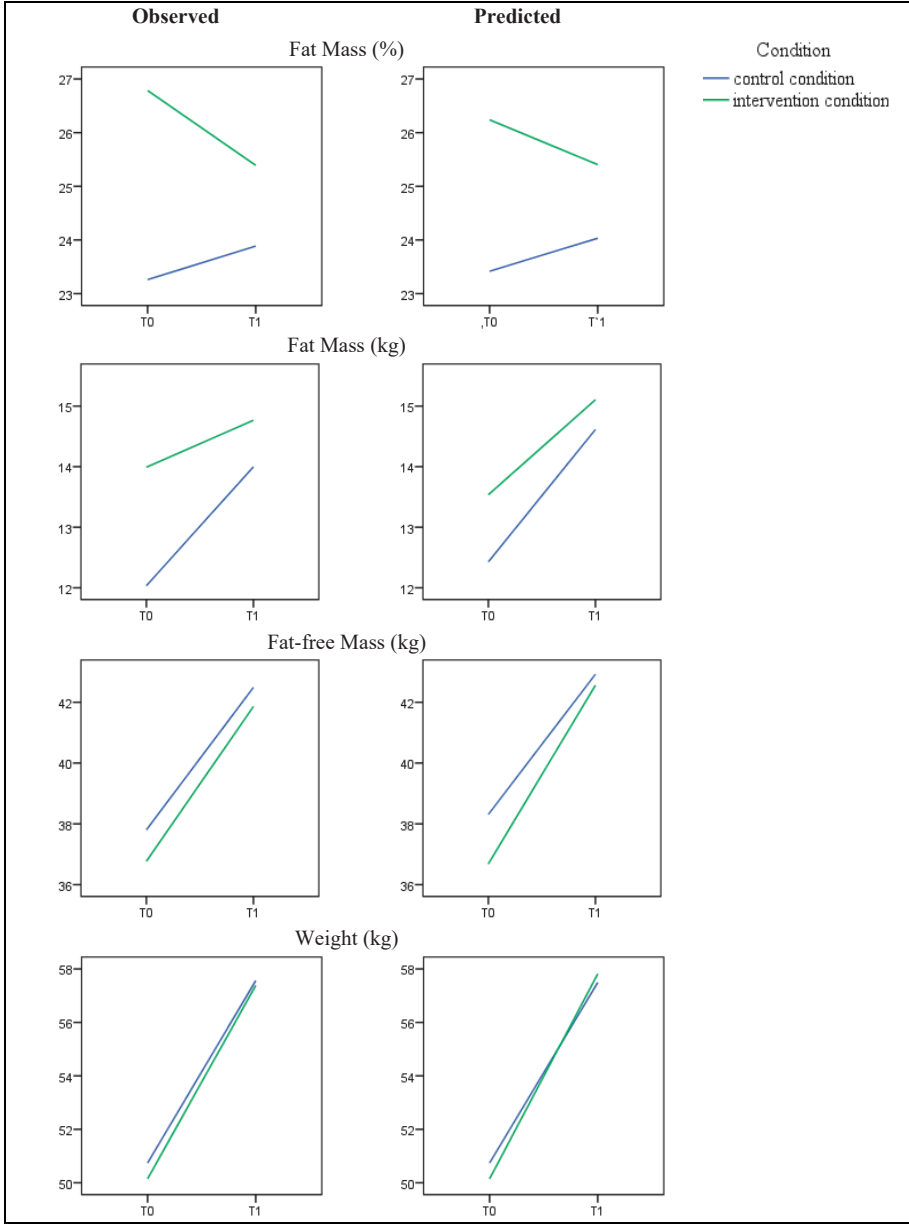 Observed Predicted
Fat Mass (%)
Condition
control condition
intervention condition
27
26
25
24
23
T0 T1
27
26
25
24
23
,T0 T'1
Fat Mass (kg)
15
14
13
12
T0 T1
15
14
13
12
T0 T1
Fat-free Mass (kg)
42
40
38
36
T0 T1
42
40
38
36
T0 T1
Weight (kg)
58
56
54
52
50
T0 T1
58
56
54
52
50
T0 T1